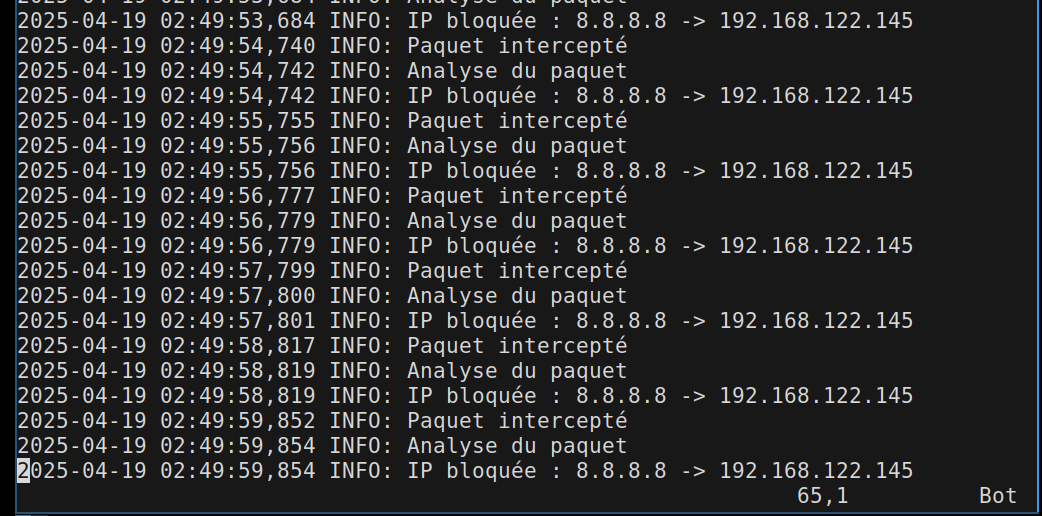 2025-04-19 02:49:53,684 INFO: Analyse du paquet
2025-04-19 02:49:53,684 INFO: IP bloquée : 8.8.8.8 -> 192.168.122.145
2025-04-19 02:49:54,740 INFO: Paquet intercepté
2025-04-19 02:49:54,742 INFO: Analyse du paquet
2025-04-19 02:49:54,742 INFO: IP bloquée : 8.8.8.8 -> 192.168.122.145
2025-04-19 02:49:55,755 INFO: Paquet intercepté
2025-04-19 02:49:55,756 INFO: Analyse du paquet
2025-04-19 02:49:55,756 INFO: IP bloquée : 8.8.8.8 -> 192.168.122.145
2025-04-19 02:49:56,777 INFO: Paquet intercepté
2025-04-19 02:49:56,779 INFO: Analyse du paquet
2025-04-19 02:49:56,779 INFO: IP bloquée : 8.8.8.8 -> 192.168.122.145
2025-04-19 02:49:57,799 INFO: Paquet intercepté
2025-04-19 02:49:57,800 INFO: Analyse du paquet
2025-04-19 02:49:57,801 INFO: IP bloquée : 8.8.8.8 -> 192.168.122.145
2025-04-19 02:49:58,817 INFO: Paquet intercepté
2025-04-19 02:49:58,819 INFO: Analyse du paquet
2025-04-19 02:49:58,819 INFO: IP bloquée : 8.8.8.8 -> 192.168.122.145
2025-04-19 02:49:59,852 INFO: Paquet intercepté
2025-04-19 02:49:59,854 INFO: Analyse du paquet
2025-04-19 02:49:59,854 INFO: IP bloquée : 8.8.8.8 -> 192.168.122.145
65,1 Bot